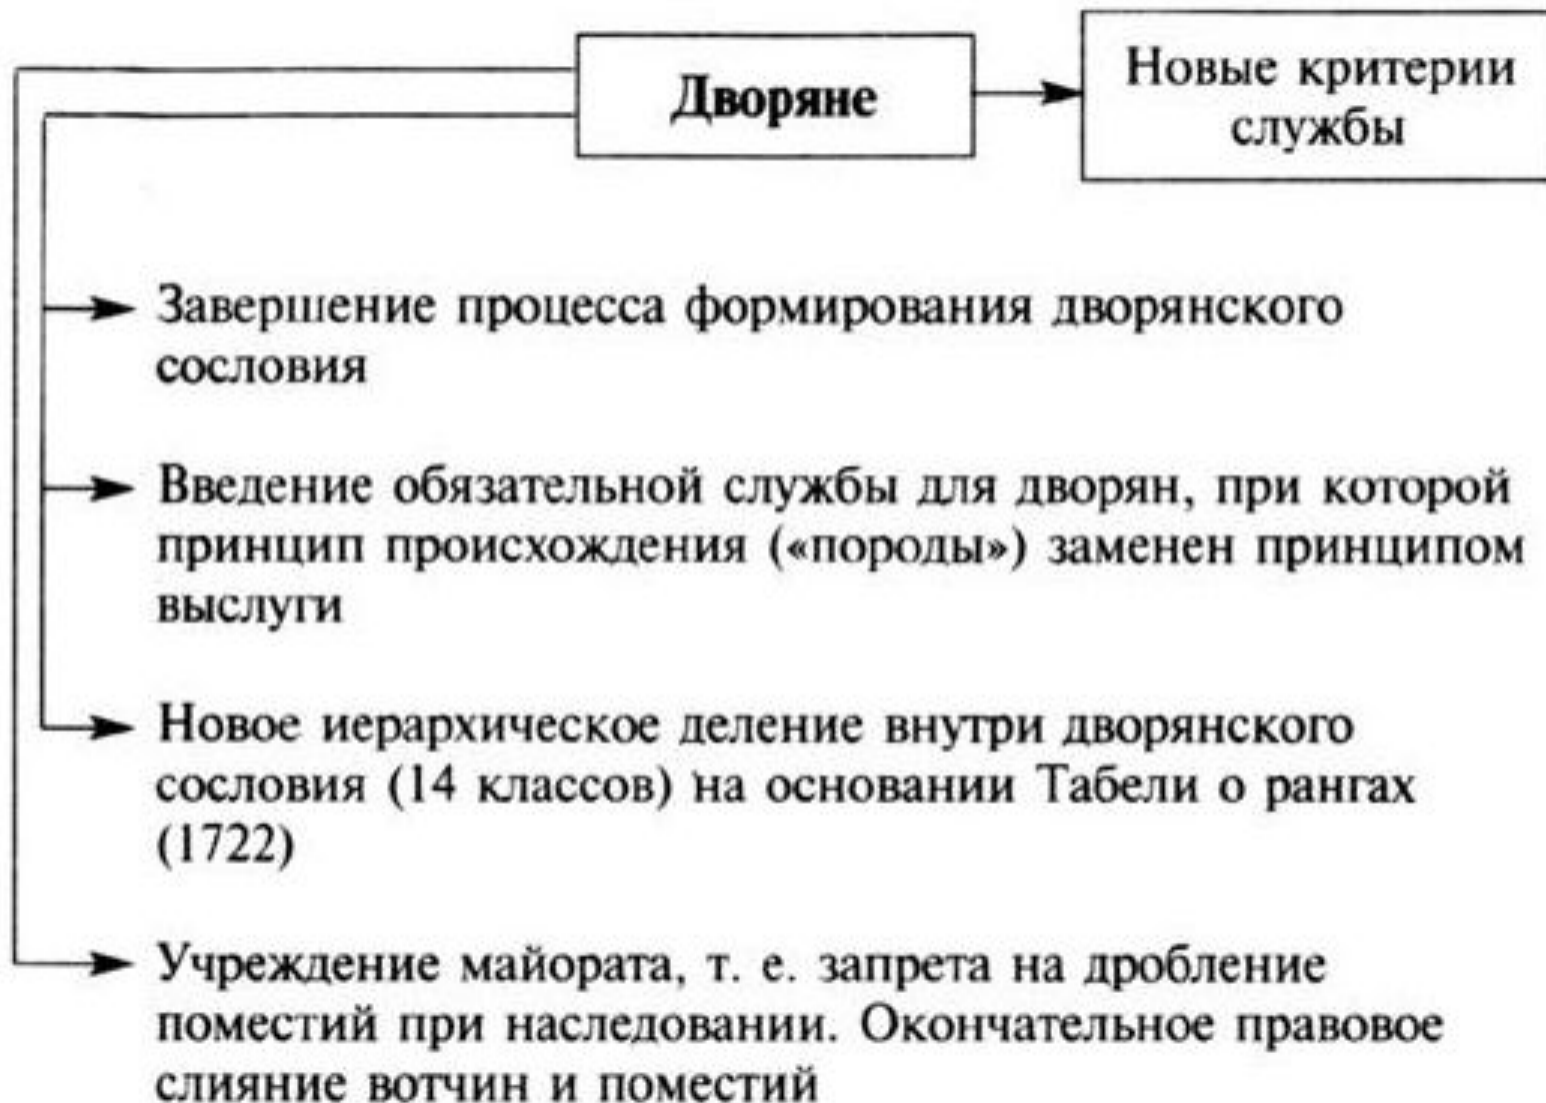 Дворяне
Новые критерии
службы
Завершение процесса формирования дворянского
сословия
Введение обязательной службы для дворян, при которой
принцип происхождения («породы») заменен принципом
выслуги
Новое иерархическое деление внутри дворянского
сословия (14 классов) на основании Табели о рангах
(1722)
Учреждение майората, т. е. запрета на дробление
поместий при наследовании. Окончательное правовое
слияние вотчин и поместий